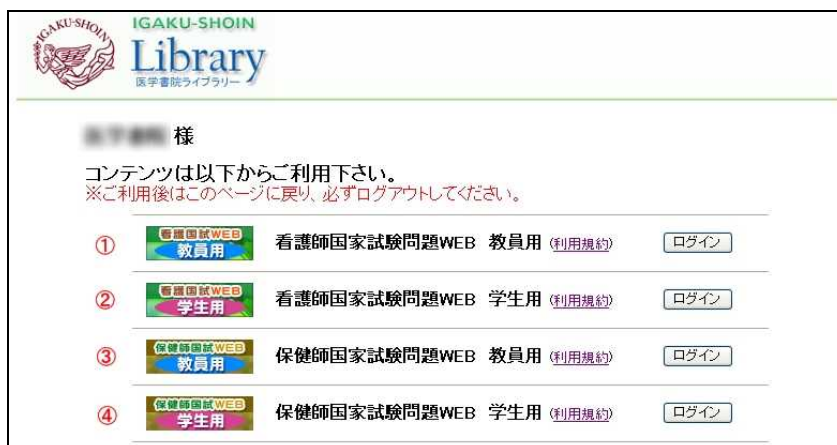 IGAKU-SHOIN
IGAKU-SHOIN
Library
医学書院ライブラリー
様
コンテンツは以下からご利用下さい。
※ご利用後はこのページに戻り、必ずログアウトしてください。
① 看護国試WEB 教員用 看護師国家試験問題WEB 教員用 (利用規約) ログイン
② 看護国試WEB 学生用 看護師国家試験問題WEB 学生用 (利用規約) ログイン
③ 保健師国試WEB 教員用 保健師国家試験問題WEB 教員用 (利用規約) ログイン
④ 保健師国試WEB 学生用 保健師国家試験問題WEB 学生用 (利用規約) ログイン